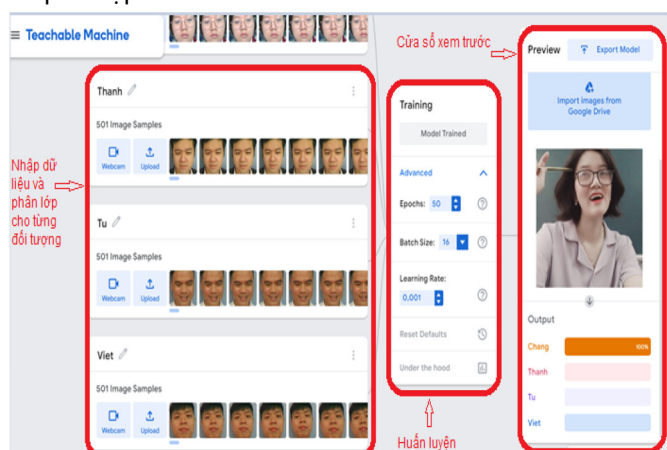 Teachable Machine
Cửa sổ xem trước
Preview
Export Model
Import images from
Google Drive
Thanh
501 Image Samples
Webcam
Upload
Nhập dữ
liệu và
phân lớp
cho từng
đối tượng
Tu
501 Image Samples
Webcam
Upload
Viet
501 Image Samples
Webcam
Upload
Training
Model Trained
Advanced
Epochs: 50
Batch Size: 16
Learning Rate:
0,001
Reset Defaults
Under the hood
Huấn luyện
Output
Chang 100%
Thanh
Tu
Viet